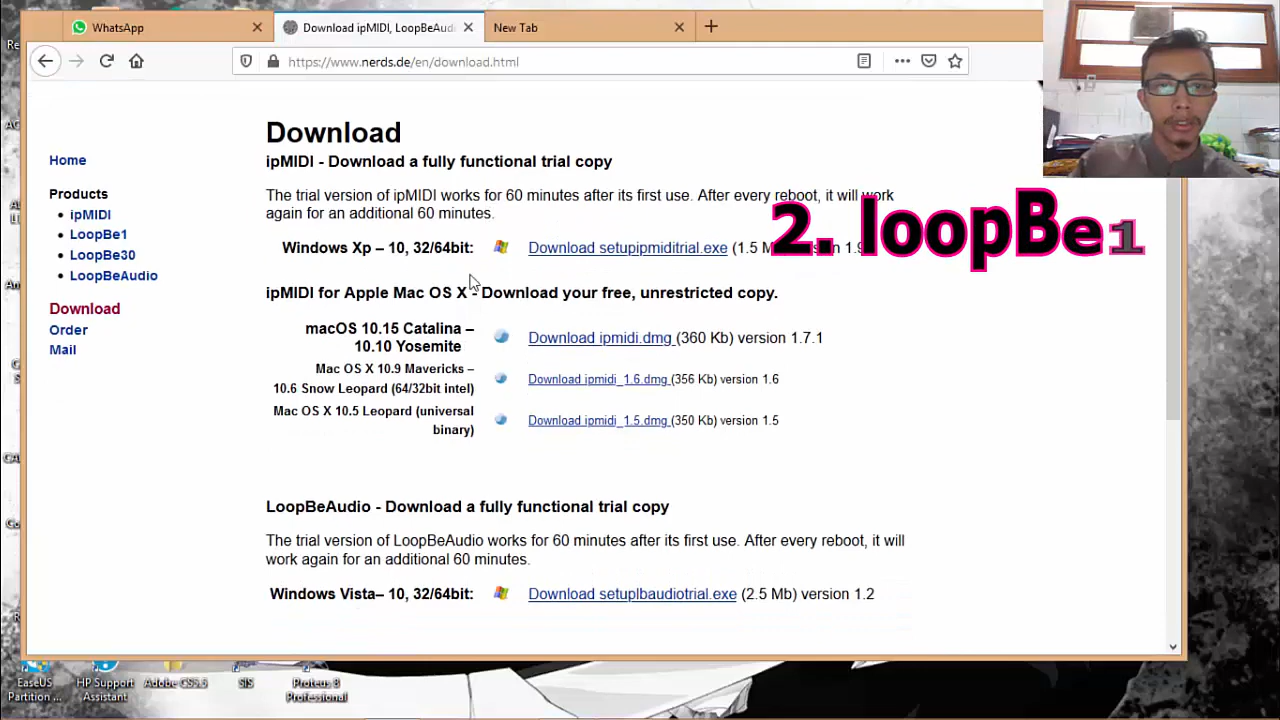 WhatsApp
Download ipMIDI, LoopBeAud
New Tab
https://www.nerds.de/en/download.html
Download
ipMIDI - Download a fully functional trial copy
The trial version of ipMIDI works for 60 minutes after its first use. After every reboot, it will work
again for an additional 60 minutes.
Windows Xp – 10, 32/64bit: Download setupipmiditrial.exe (1.5 M
2. loopBe1
ipMIDI for Apple Mac OS X - Download your free, unrestricted copy.
macOS 10.15 Catalina –
10.10 Yosemite
Download ipmidi.dmg (360 Kb) version 1.7.1
Mac OS X 10.9 Mavericks –
10.6 Snow Leopard (64/32bit intel)
Download ipmidi_1.6.dmg (356 Kb) version 1.6
Mac OS X 10.5 Leopard (universal
binary)
Download ipmidi_1.5.dmg (350 Kb) version 1.5
LoopBeAudio - Download a fully functional trial copy
The trial version of LoopBeAudio works for 60 minutes after its first use. After every reboot, it will
work again for an additional 60 minutes.
Windows Vista– 10, 32/64bit: Download setuplbaudiotrial.exe (2.5 Mb) version 1.2
Home
Products
ipMIDI
LoopBe1
LoopBe30
LoopBeAudio
Download
Order
Mail
EaseUS
Partition ...
HP Support
Assistant
Adobe CS5.5
SIS
Proteus 8
Professional